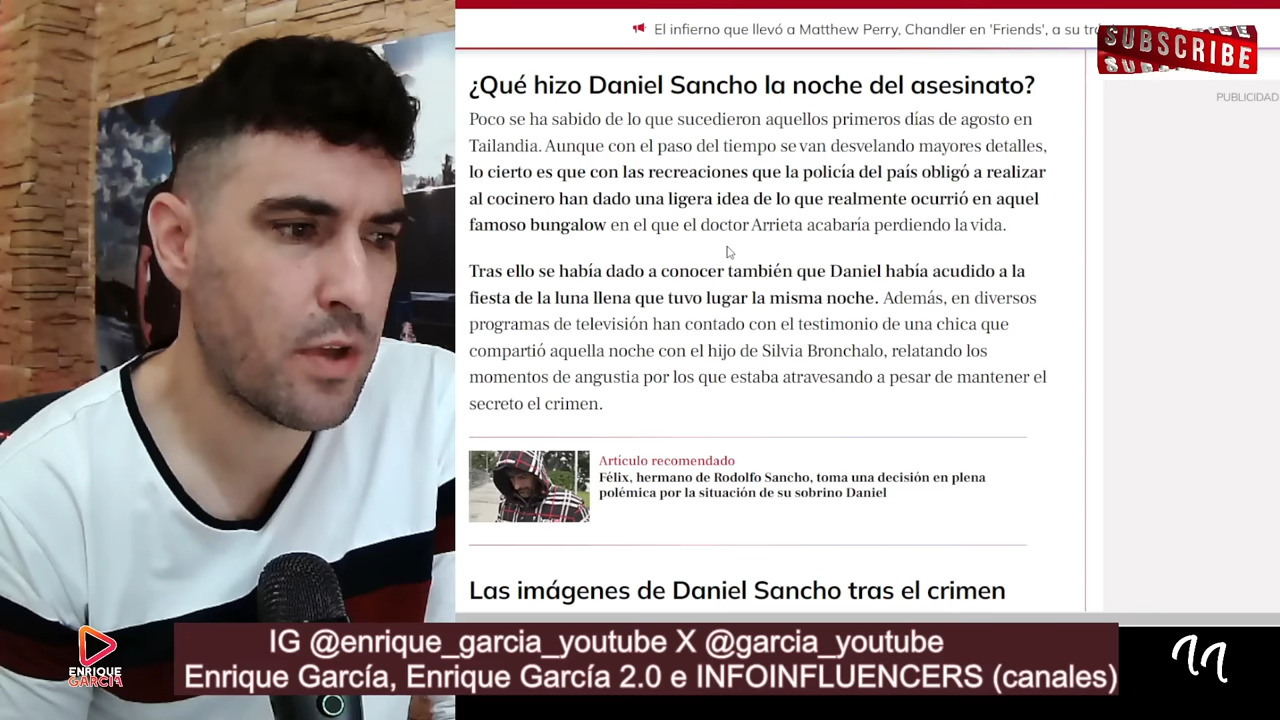 El infierno que llevó a Matthew Perry, Chandler en 'Friends', a su trá
SUBSCRIBE
PUBLICIDAD
¿Qué hizo Daniel Sancho la noche del asesinato?
Poco se ha sabido de lo que sucedieron aquellos primeros días de agosto en
Tailandia. Aunque con el paso del tiempo se van desvelando mayores detalles,
lo cierto es que con las recreaciones que la policía del país obligó a realizar
al cocinero han dado una ligera idea de lo que realmente ocurrió en aquel
famoso bungalow en el que el doctor Arrieta acabaría perdiendo la vida.
Tras ello se había dado a conocer también que Daniel había acudido a la
fiesta de la luna llena que tuvo lugar la misma noche. Además, en diversos
programas de televisión han contado con el testimonio de una chica que
compartió aquella noche con el hijo de Silvia Bronchalo, relatando los
momentos de angustia por los que estaba atravesando a pesar de mantener el
secreto el crimen.
Artículo recomendado
Félix, hermano de Rodolfo Sancho, toma una decisión en plena
polémica por la situación de su sobrino Daniel
Las imágenes de Daniel Sancho tras el crimen
IG @enrique_garcia_youtube X @garcia_youtube
Enrique García, Enrique García 2.0 e INFOINFLUENCERS (canales)
ENRIQUE
GARCÍA